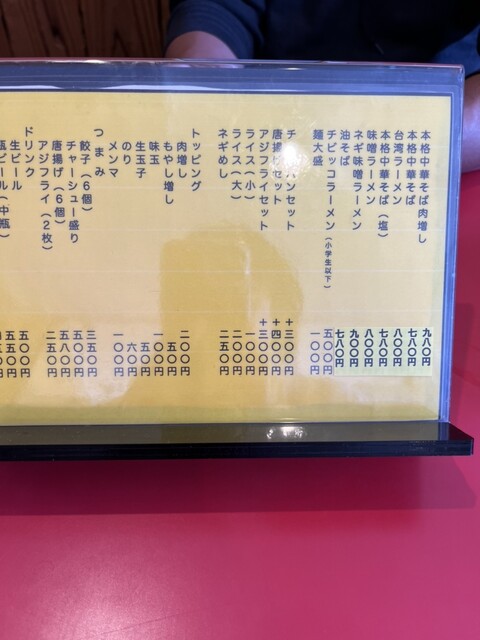 本格中華そば肉増し 九八〇円
本格中華そば 七八〇円
台湾ラーメン 八〇〇円
本格中華そば(塩) 七八〇円
味噌ラーメン 八〇〇円
ネギ味噌ラーメン 九〇〇円
油そば 七八〇円
チビッコラーメン(小学生以下) 五〇〇円
麺大盛 一〇〇円
ハンセット +三〇〇円
唐揚げセット +四〇〇円
アジフライセット +三〇〇円
ライス(小) 一〇〇円
ライス(大) 二〇〇円
ネギめし 二五〇円
トッピング
肉増し 二〇〇円
もやし増し 五〇円
味玉 一〇〇円
生玉子 五〇円
のり 六〇円
メンマ 一〇〇円
つまみ
餃子(6個) 三五〇円
チャーシュー盛り 五〇〇円
唐揚げ(6個) 五八〇円
アジフライ(2枚) 二五〇円
ドリンク
生ビール 五〇〇円
瓶ビール(中瓶) 五五〇円